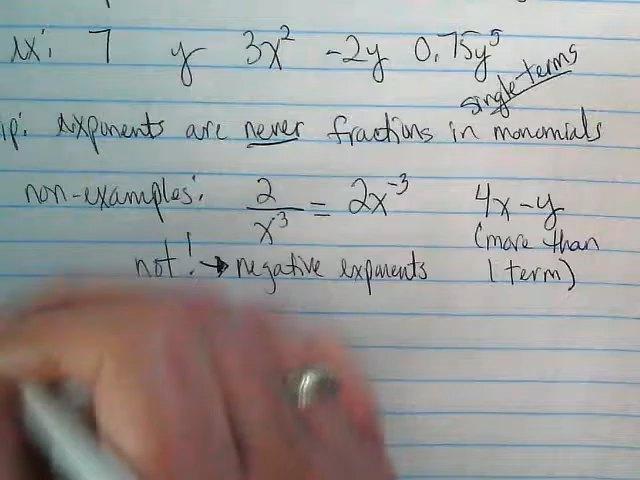 ex: 7 y 3x² -2y 0.75y⁵
single terms
ip: exponents are never fractions in monomials
non-examples: 2/x³ = 2x⁻³ 4x-y
(more than
not! → negative exponents 1 term)